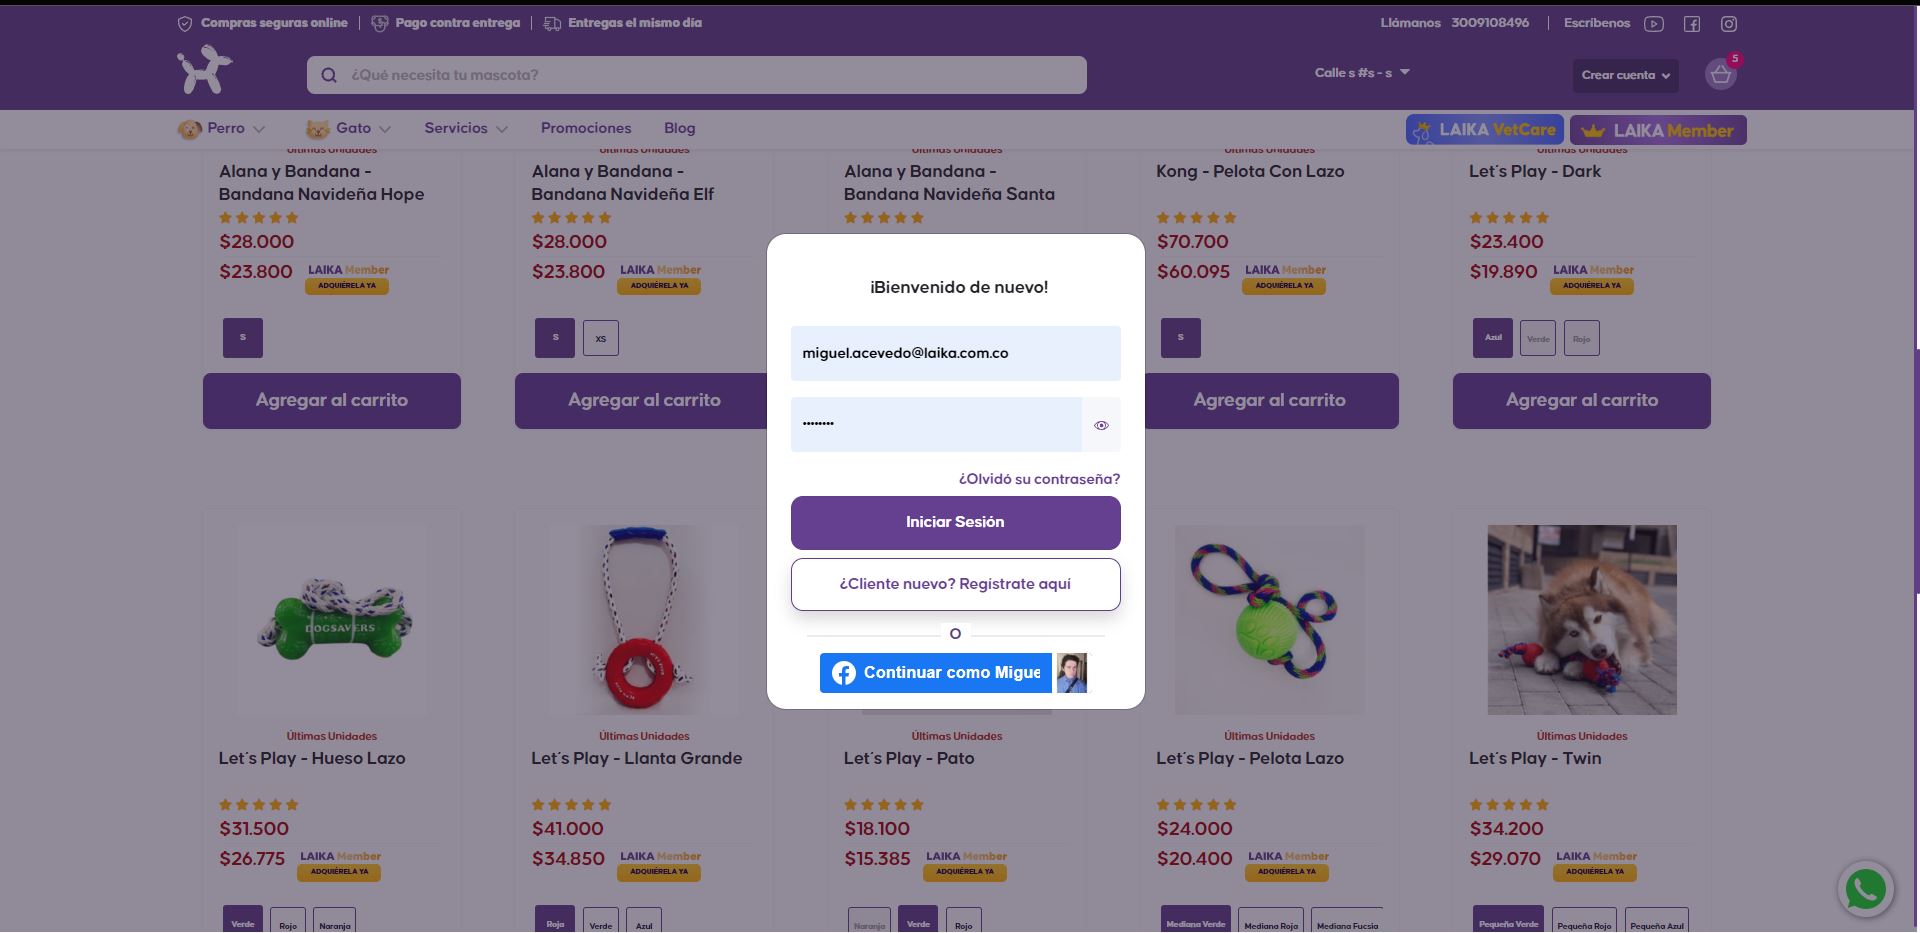 Compras seguras online
Pago contra entrega
Entregas el mismo día
Llámanos 3009108496
Escríbenos
¿Qué necesita tu mascota?
Calle s #s - s
Crear cuenta
5
Perro
Gato
Servicios
Promociones
Blog
LAIKA VetCare
LAIKA Member
Últimas Unidades
Últimas Unidades
Últimas Unidades
Últimas Unidades
Últimas Unidades
Alana y Bandana -
Bandana Navideña Hope
$28.000
$23.800 LAIKA Member
ADQUIÉRELA YA
S
Agregar al carrito
Alana y Bandana -
Bandana Navideña Elf
$28.000
$23.800 LAIKA Member
ADQUIÉRELA YA
S
XS
Agregar al carrito
Alana y Bandana -
Bandana Navideña Santa
Kong - Pelota Con Lazo
$70.700
$60.095 LAIKA Member
ADQUIÉRELA YA
S
Agregar al carrito
Let´s Play - Dark
$23.400
$19.890 LAIKA Member
ADQUIÉRELA YA
Azul
Verde
Rojo
Agregar al carrito
¡Bienvenido de nuevo!
miguel.acevedo@laika.com.co
••••••••
¿Olvidó su contraseña?
Iniciar Sesión
¿Cliente nuevo? Regístrate aquí
O
Continuar como Migue
DOGSAVERS
Últimas Unidades
Let´s Play - Hueso Lazo
$31.500
$26.775 LAIKA Member
ADQUIÉRELA YA
Verde
Rojo
Naranja
Últimas Unidades
Let´s Play - Llanta Grande
$41.000
$34.850 LAIKA Member
ADQUIÉRELA YA
Roja
Verde
Azul
Últimas Unidades
Let´s Play - Pato
$18.100
$15.385 LAIKA Member
ADQUIÉRELA YA
Naranja
Verde
Rojo
Últimas Unidades
Let´s Play - Pelota Lazo
$24.000
$20.400 LAIKA Member
ADQUIÉRELA YA
Mediana Verde
Mediana Roja
Mediana Fucsia
Últimas Unidades
Let´s Play - Twin
$34.200
$29.070 LAIKA Member
ADQUIÉRELA YA
Pequeña Verde
Pequeña Rojo
Pequeña Azul